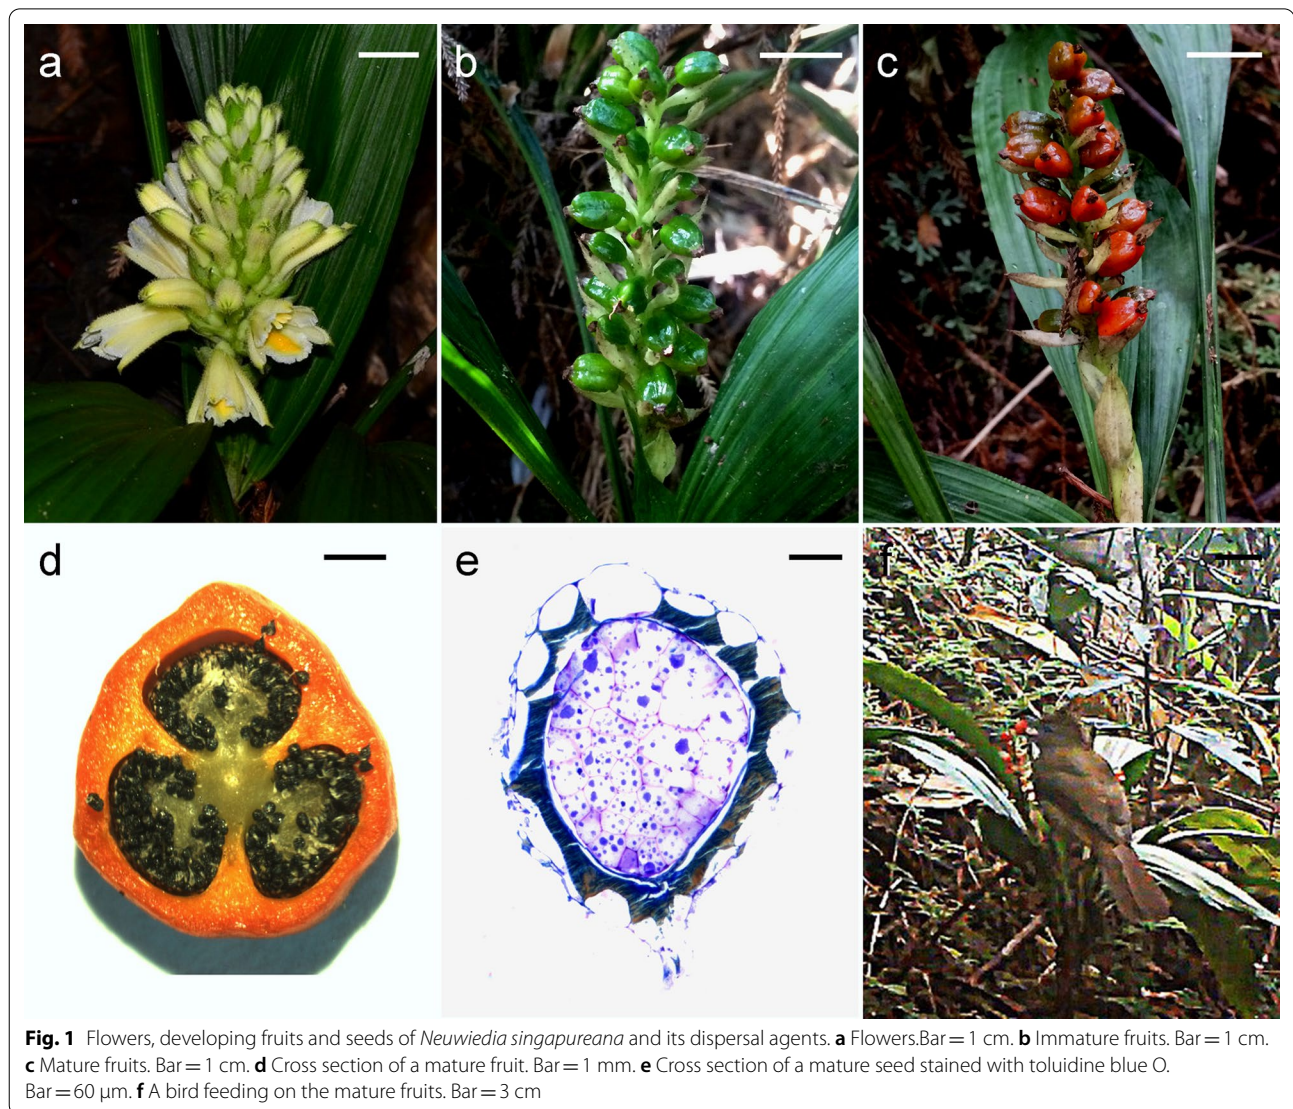 a
b
c
d
e
f
Fig. 1 Flowers, developing fruits and seeds of Neuwiedia singapureana and its dispersal agents. a Flowers.Bar = 1 cm. b Immature fruits. Bar = 1 cm.
c Mature fruits. Bar = 1 cm. d Cross section of a mature fruit. Bar = 1 mm. e Cross section of a mature seed stained with toluidine blue O.
Bar = 60 μm. f A bird feeding on the mature fruits. Bar = 3 cm